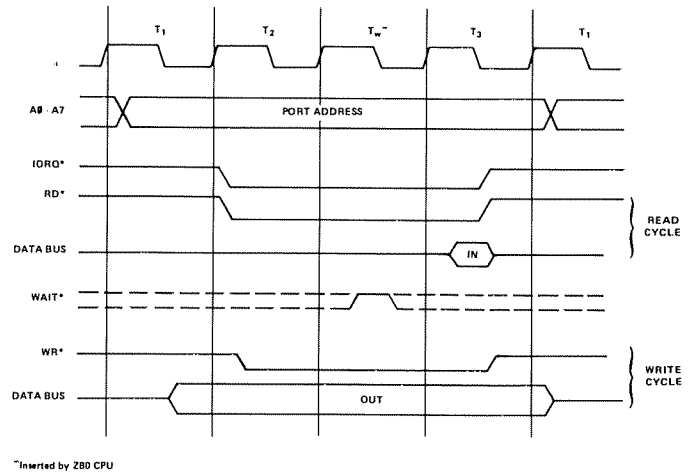 T1 T2 Tw* T3 T1
A0 - A7 PORT ADDRESS
IORQ*
RD*
READ
CYCLE
DATA BUS IN
WAIT*
WR*
WRITE
CYCLE
DATA BUS OUT
*Inserted by Z80 CPU